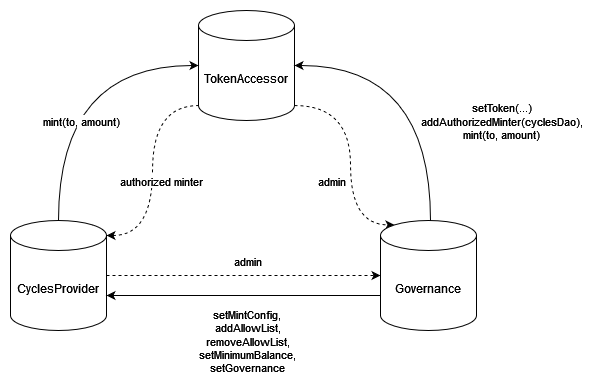 TokenAccessor
mint(to, amount)
setToken(...)
addAuthorizedMinter(cyclesDao),
mint(to, amount)
authorized minter
admin
CyclesProvider
admin
Governance
setMintConfig,
addAllowList,
removeAllowList,
setMinimumBalance,
setGovernance